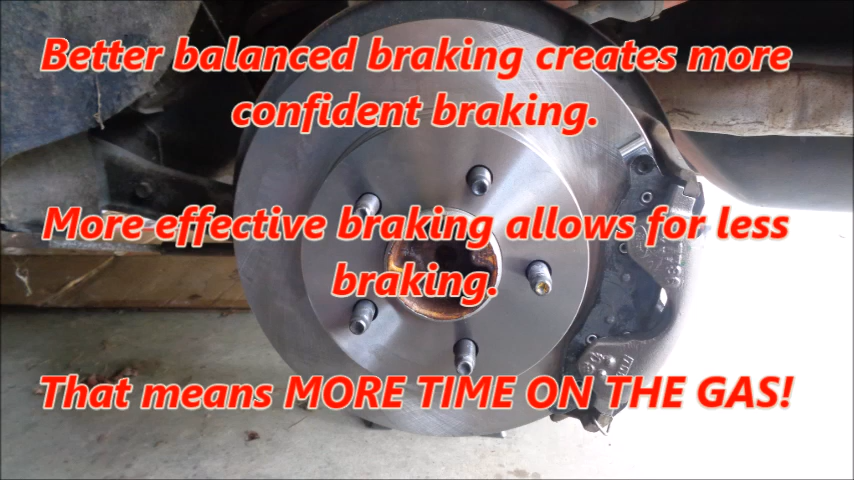 Better balanced braking creates more
confident braking.
More effective braking allows for less
braking.
That means MORE TIME ON THE GAS!